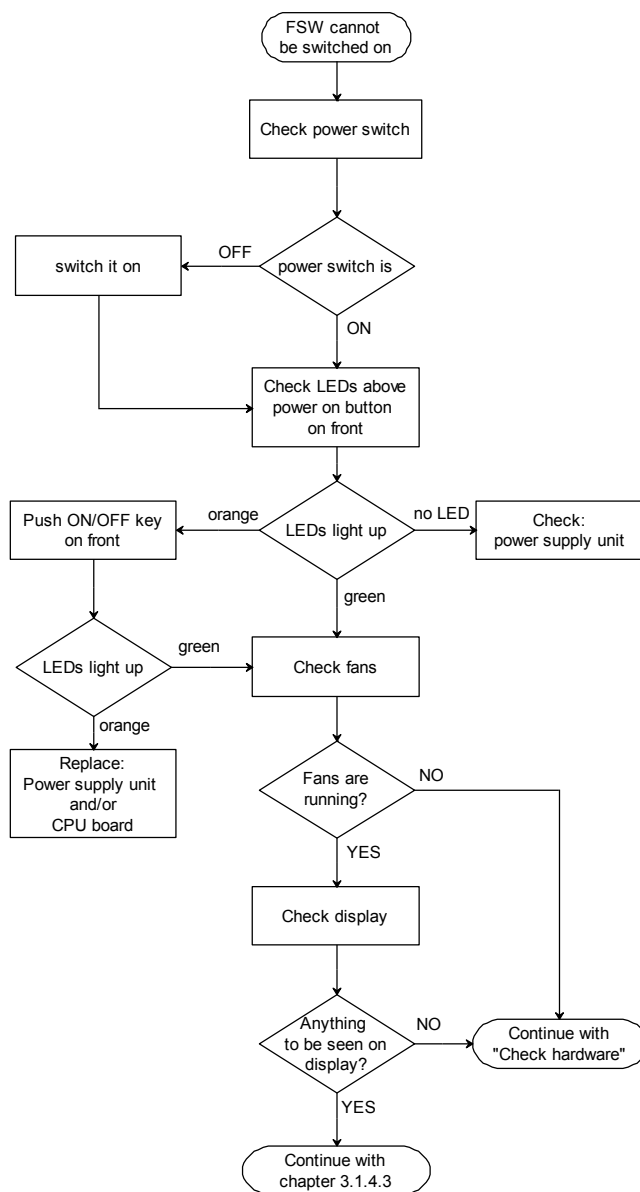 FSW cannot
be switched on
Check power switch
OFF
switch it on
power switch is
ON
Check LEDs above
power on button
on front
Push ON/OFF key
on front
orange
LEDs light up
no LED
Check:
power supply unit
green
LEDs light up
green
Check fans
orange
Replace:
Power supply unit
and/or
CPU board
Fans are
running?
NO
YES
Check display
Anything
to be seen on
display?
NO
Continue with
"Check hardware"
YES
Continue with
chapter 3.1.4.3